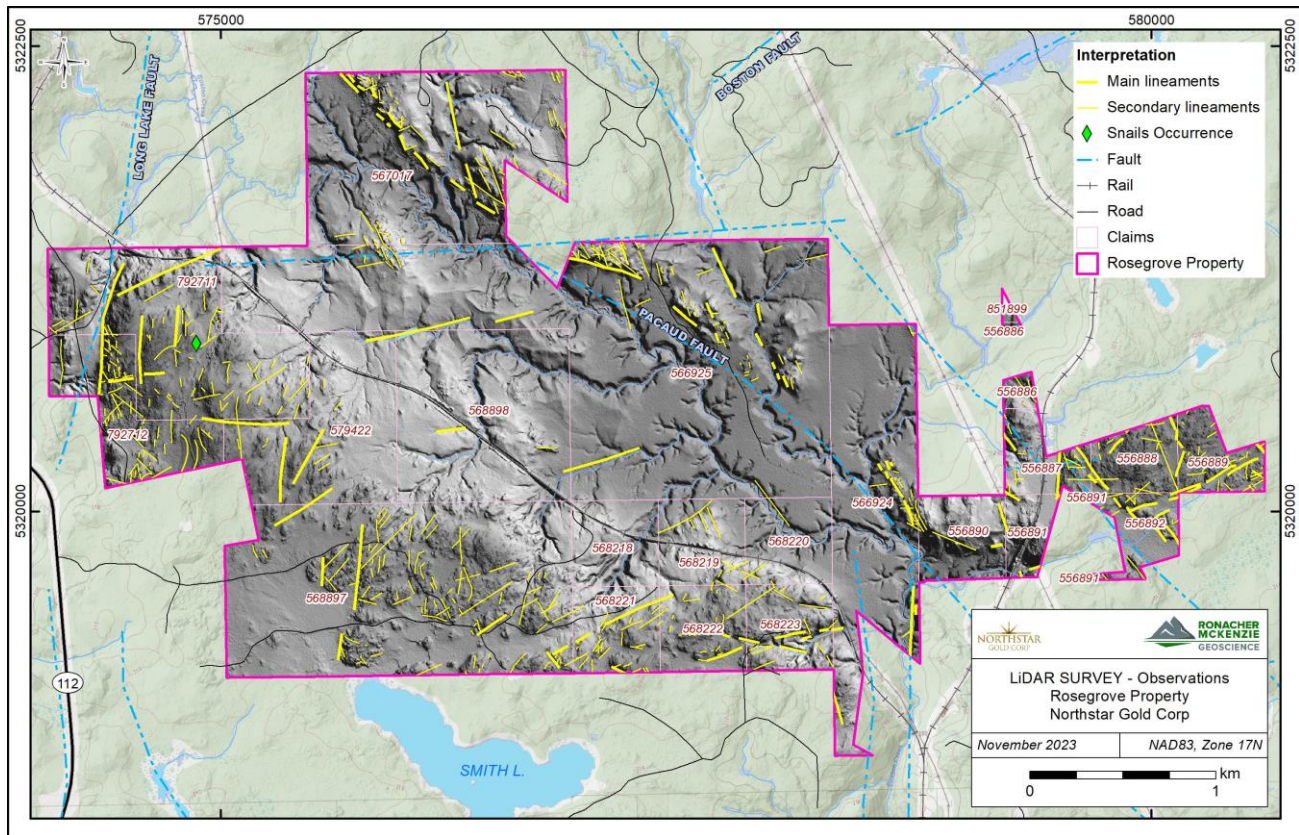 575000
580000
5322500
5322500
LONG LAKE FAULT
BOSTON FAULT
Interpretation
Main lineaments
Secondary lineaments
Snails Occurrence
Fault
Rail
Road
Claims
Rosegrove Property
567017
792711
851899
556886
PACAUD FAULT
566925
556886
568898
579422
792712
556887
556888
556889
5320000
5320000
566924
556891
556892
556890
556891
568218
568220
568219
556891
568897
568221
568222
568223
112
SMITH L.
NORTHSTAR
GOLD CORP
RONACHER
MCKENZIE
GEOSCIENCE
LiDAR SURVEY - Observations
Rosegrove Property
Northstar Gold Corp
November 2023
NAD83, Zone 17N
km
0
1